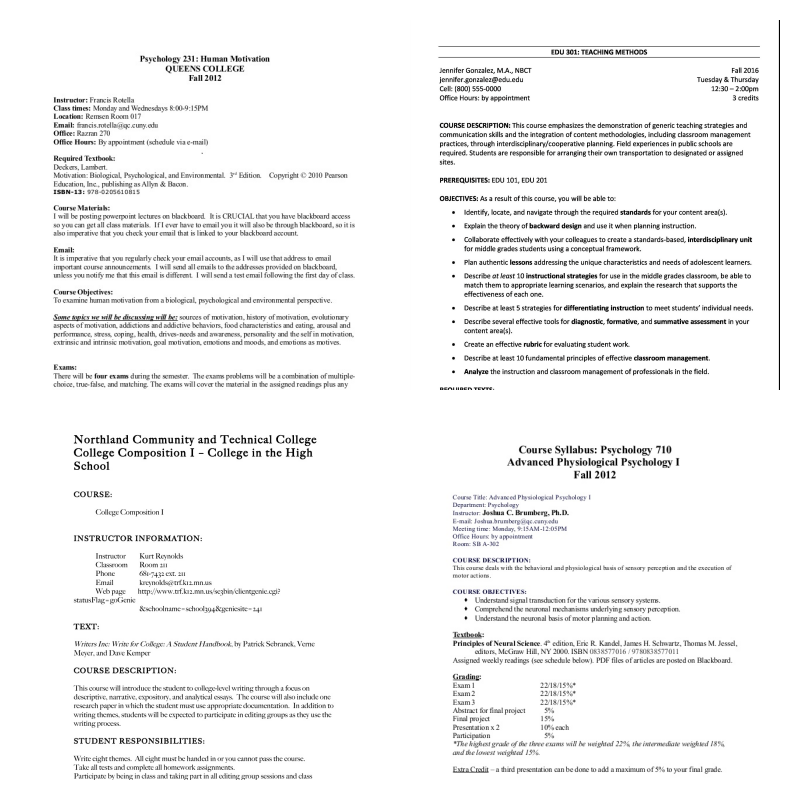 Psychology 231: Human Motivation
QUEENS COLLEGE
Fall 2012
Instructor: Francis Rotella
Class times: Monday and Wednesdays 8:00-9:15PM
Location: Remsen Room 017
Email: francis.rotella@qc.cuny.edu
Office: Razran 270
Office Hours: By appointment (schedule via e-mail)
Required Textbook:
Deckers, Lambert.
Motivation: Biological, Psychological, and Environmental. 3rd Edition. Copyright © 2010 Pearson
Education, Inc., publishing as Allyn & Bacon.
ISBN-13: 978-0205610815
Course Materials:
I will be posting powerpoint lectures on blackboard. It is CRUCIAL that you have blackboard access
so you can get all class materials. If I ever have to email you it will also be through blackboard, so it is
also imperative that you check your email that is linked to your blackboard account.
Email:
It is imperative that you regularly check your email accounts, as I will use that address to email
important course announcements. I will send all emails to the addresses provided on blackboard,
unless you notify me that this email is different. I will send a test email following the first day of class.
Course Objectives:
To examine human motivation from a biological, psychological and environmental perspective.
Some topics we will be discussing will be: sources of motivation, history of motivation, evolutionary
aspects of motivation, addictions and addictive behaviors, food characteristics and eating, arousal and
performance, stress, coping, health, drives-needs and awareness, personality and the self in motivation,
extrinsic and intrinsic motivation, goal motivation, emotions and moods, and emotions as motives.
Exams:
There will be four exams during the semester. The exams problems will be a combination of multiple-
choice, true-false, and matching. The exams will cover the material in the assigned readings plus any
EDU 301: TEACHING METHODS
Jennifer Gonzalez, M.A., NBCT Fall 2016
jennifer.gonzalez@edu.edu Tuesday & Thursday
Cell: (800) 555-0000 12:30 – 2:00pm
Office Hours: by appointment 3 credits
COURSE DESCRIPTION: This course emphasizes the demonstration of generic teaching strategies and
communication skills and the integration of content methodologies, including classroom management
practices, through interdisciplinary/cooperative planning. Field experiences in public schools are
required. Students are responsible for arranging their own transportation to designated or assigned
sites.
PREREQUISITES: EDU 101, EDU 201
OBJECTIVES: As a result of this course, you will be able to:
• Identify, locate, and navigate through the required standards for your content area(s).
• Explain the theory of backward design and use it when planning instruction.
• Collaborate effectively with your colleagues to create a standards-based, interdisciplinary unit
for middle grades students using a conceptual framework.
• Plan authentic lessons addressing the unique characteristics and needs of adolescent learners.
• Describe at least 10 instructional strategies for use in the middle grades classroom, be able to
match them to appropriate learning scenarios, and explain the research that supports the
effectiveness of each one.
• Describe at least 5 strategies for differentiating instruction to meet students' individual needs.
• Describe several effective tools for diagnostic, formative, and summative assessment in your
content area(s).
• Create an effective rubric for evaluating student work.
• Describe at least 10 fundamental principles of effective classroom management.
• Analyze the instruction and classroom management of professionals in the field.
REQUIRED TEXTS:
Northland Community and Technical College
College Composition I – College in the High
School
COURSE:
College Composition I
INSTRUCTOR INFORMATION:
Instructor Kurt Reynolds
Classroom Room 211
Phone 681-7432 ext. 211
Email kreynolds@trf.k12.mn.us
Web page http://www.trf.k12.mn.us/sc3bin/clientgenie.cgi?
statusFlag=goGenie
&schoolname=school394&geniesite=241
TEXT:
Writers Inc: Write for College: A Student Handbook, by Patrick Sebranek, Verne
Meyer, and Dave Kemper
COURSE DESCRIPTION:
This course will introduce the student to college-level writing through a focus on
descriptive, narrative, expository, and analytical essays. The course will also include one
research paper in which the student must use appropriate documentation. In addition to
writing themes, students will be expected to participate in editing groups as they use the
writing process.
STUDENT RESPONSIBILITIES:
Write eight themes. All eight must be handed in or you cannot pass the course.
Take all tests and complete all homework assignments.
Participate by being in class and taking part in all editing group sessions and class
Course Syllabus: Psychology 710
Advanced Physiological Psychology I
Fall 2012
Course Title: Advanced Physiological Psychology I
Department: Psychology
Instructor: Joshua C. Brumberg, Ph.D.
E-mail: Joshua.brumberg@qc.cuny.edu
Meeting time: Monday, 9:15AM-12:05PM
Office Hours: by appointment
Room: SB A-302
COURSE DESCRIPTION:
This course deals with the behavioral and physiological basis of sensory perception and the execution of
motor actions.
COURSE OBJECTIVES:
♦ Understand signal transduction for the various sensory systems.
♦ Comprehend the neuronal mechanisms underlying sensory perception.
♦ Understand the neuronal basis of motor planning and action.
Textbook:
Principles of Neural Science. 4th edition, Eric R. Kandel, James H. Schwartz, Thomas M. Jessel,
editors, McGraw Hill, NY 2000. ISBN 0838577016 / 9780838577011
Assigned weekly readings (see schedule below). PDF files of articles are posted on Blackboard.
Grading:
Exam 1 22/18/15%*
Exam 2 22/18/15%*
Exam 3 22/18/15%*
Abstract for final project 5%
Final project 15%
Presentation x 2 10% each
Participation 5%
*The highest grade of the three exams will be weighted 22%, the intermediate weighted 18%,
and the lowest weighted 15%.
Extra Credit – a third presentation can be done to add a maximum of 5% to your final grade.